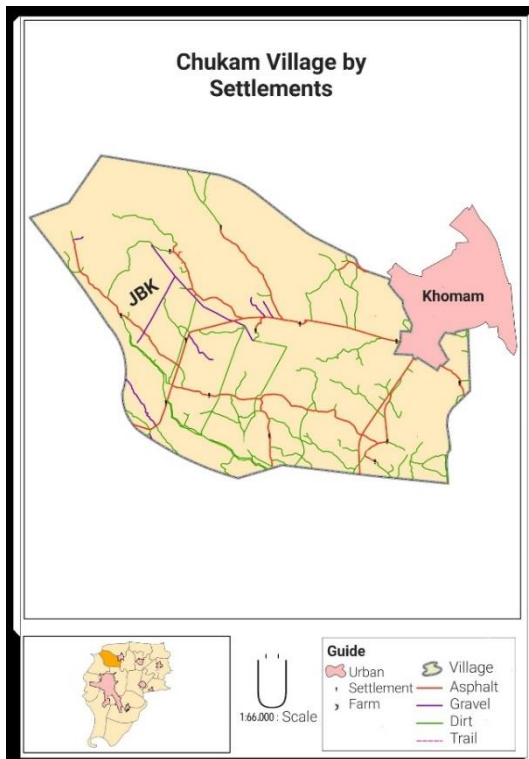 Chukam Village by
Settlements
JBK
Khomam
1:66.000 : Scale
Guide
Urban
Settlement
Farm
Village
Asphalt
Gravel
Dirt
Trail